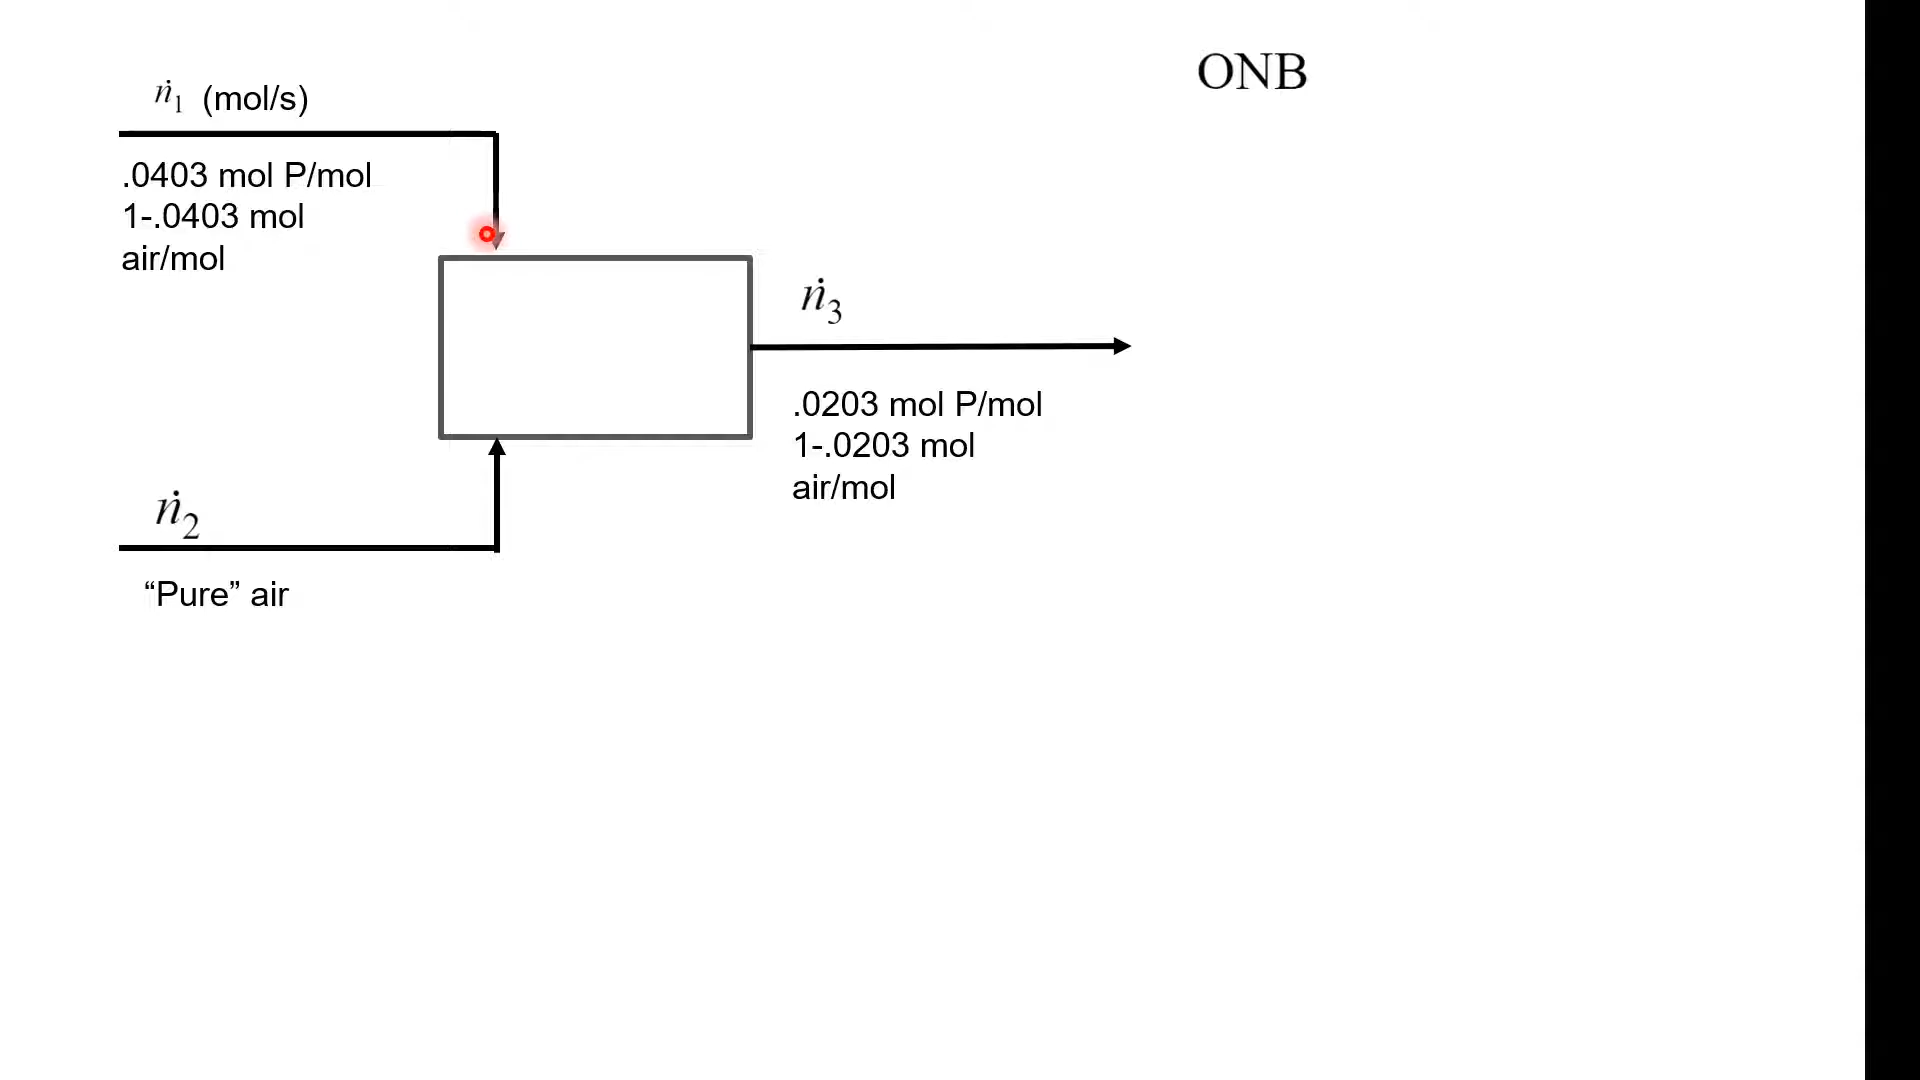 ONB
ṅ₁ (mol/s)
.0403 mol P/mol
1-.0403 mol
air/mol
ṅ₃
.0203 mol P/mol
1-.0203 mol
air/mol
ṅ₂
“Pure” air